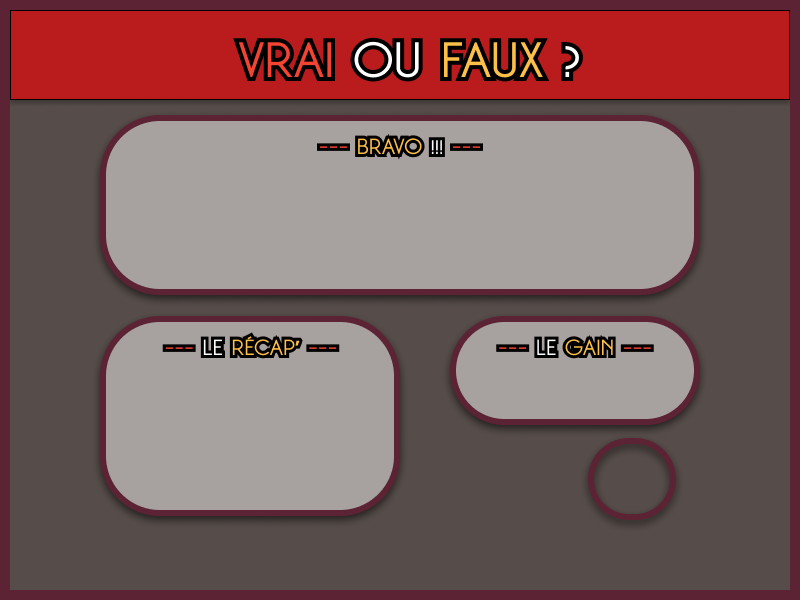 VRAI OU FAUX ?
--- BRAVO !!! ---
--- LE RÉCAP' ---
--- LE GAIN ---